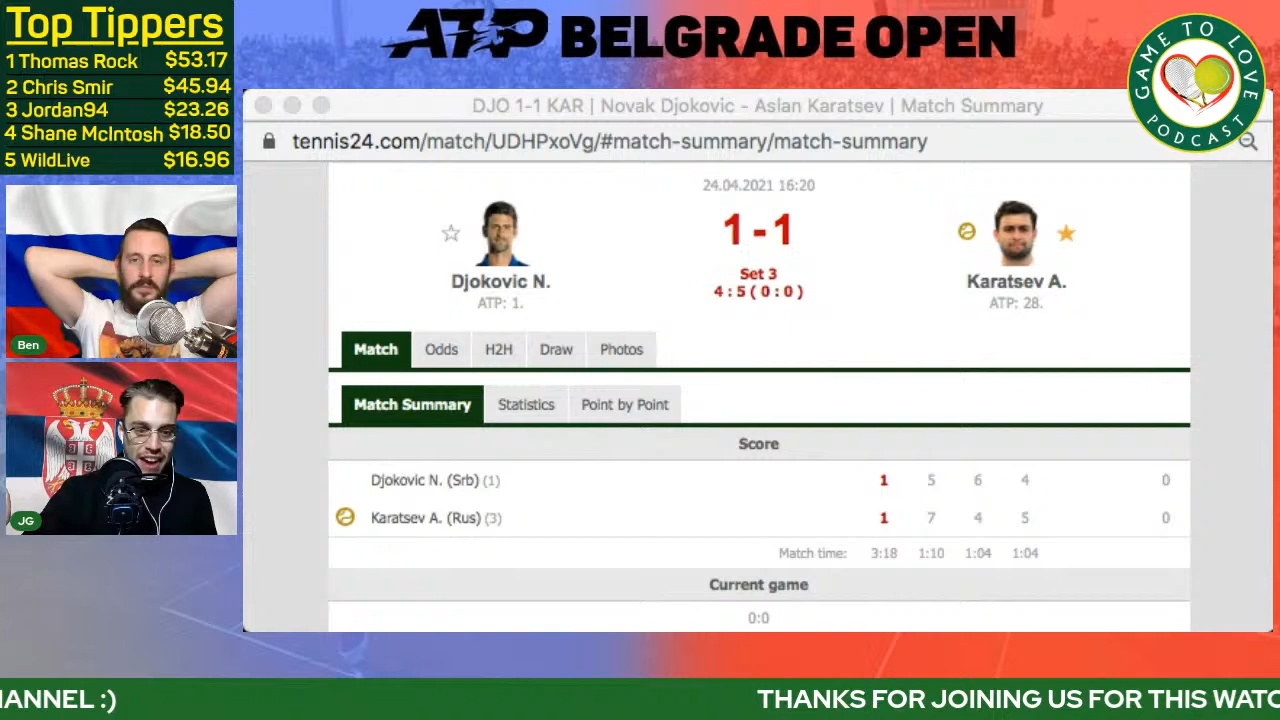 Top Tippers
1 Thomas Rock $53.17
2 Chris Smir $45.94
3 Jordan94 $23.26
4 Shane McIntosh $18.50
5 WildLive $16.96
Ben
JG
ATP BELGRADE OPEN
GAME TO LOVE
PODCAST
DJO 1-1 KAR | Novak Djokovic - Aslan Karatsev | Match Summary
tennis24.com/match/UDHPxoVg/#match-summary/match-summary
24.04.2021 16:20
1 - 1
Set 3
4 : 5 ( 0 : 0 )
Djokovic N.
ATP: 1.
Karatsev A.
ATP: 28.
Match Odds H2H Draw Photos
Match Summary Statistics Point by Point
Score
Djokovic N. (Srb) (1) 1 5 6 4 0
Karatsev A. (Rus) (3) 1 7 4 5 0
Match time: 3:18 1:10 1:04 1:04
Current game
0:0
HANNEL :) THANKS FOR JOINING US FOR THIS WATC